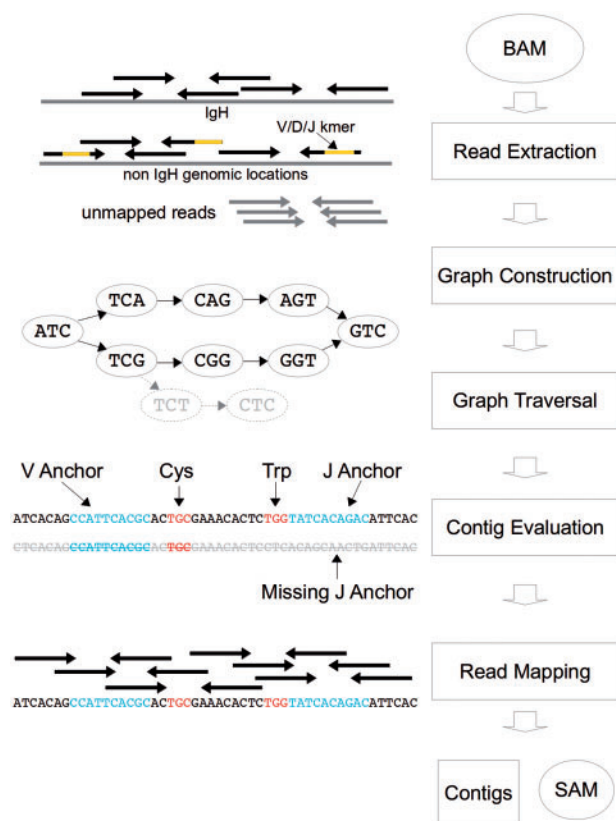 BAM
IgH
V/D/J kmer
Read Extraction
non IgH genomic locations
unmapped reads
Graph Construction
TCA CAG AGT
ATC GTC
TCG CGG GGT
TCT CTC
Graph Traversal
V Anchor Cys Trp J Anchor
ATCACAGCCATTCACGCACTGCGAAACACTCTGGTATCACAGACATTCAC
Contig Evaluation
CTCACAGCCATTCACGCACTGCGAAACACTCCTCACAGCAACTGATTCAC
Missing J Anchor
Read Mapping
ATCACAGCCATTCACGCACTGCGAAACACTCTGGTATCACAGACATTCAC
Contigs SAM